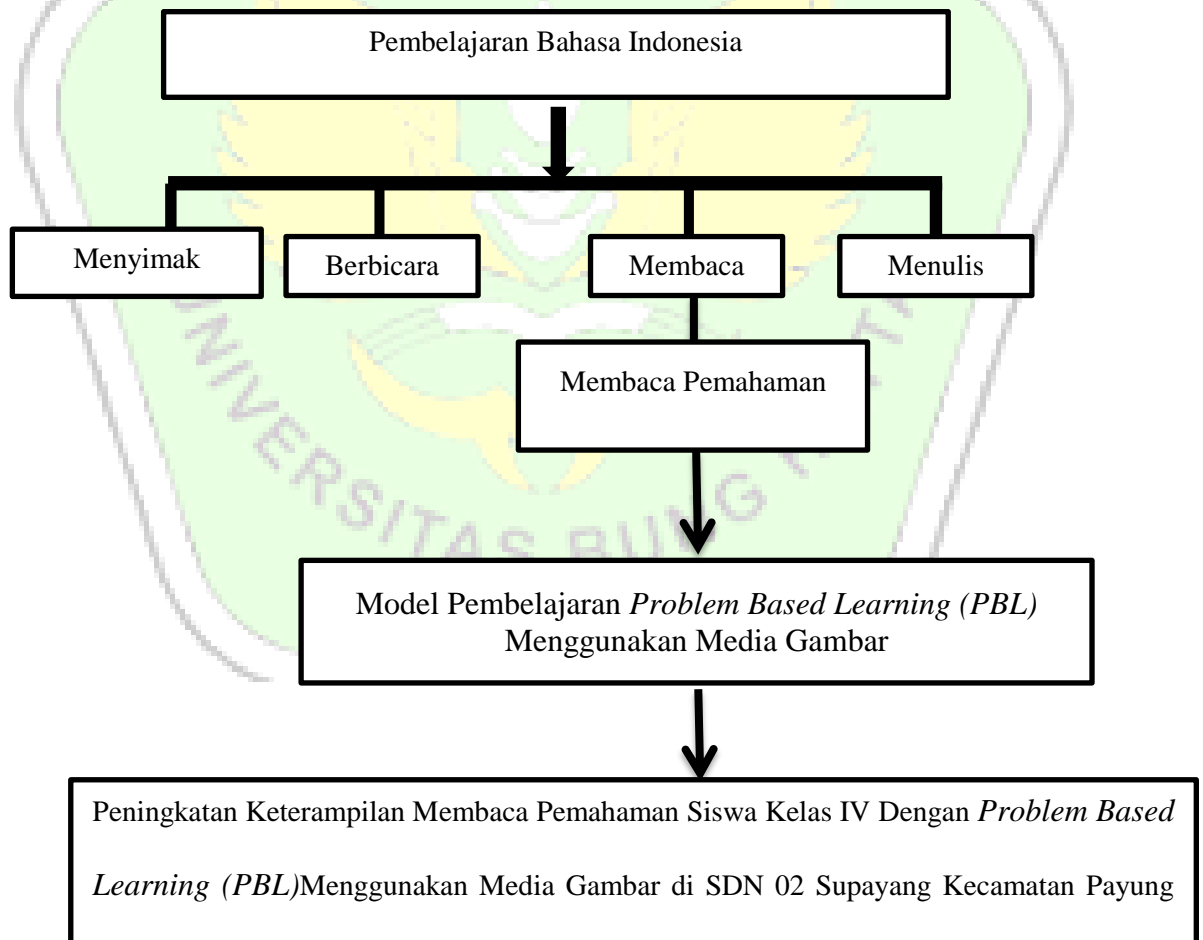 Pembelajaran Bahasa Indonesia
Menyimak
Berbicara
Membaca
Menulis
Membaca Pemahaman
UNIVERSITAS BUNG
Model Pembelajaran Problem Based Learning (PBL)
Menggunakan Media Gambar
Peningkatan Keterampilan Membaca Pemahaman Siswa Kelas IV Dengan Problem Based
Learning (PBL)Menggunakan Media Gambar di SDN 02 Supayang Kecamatan Payung